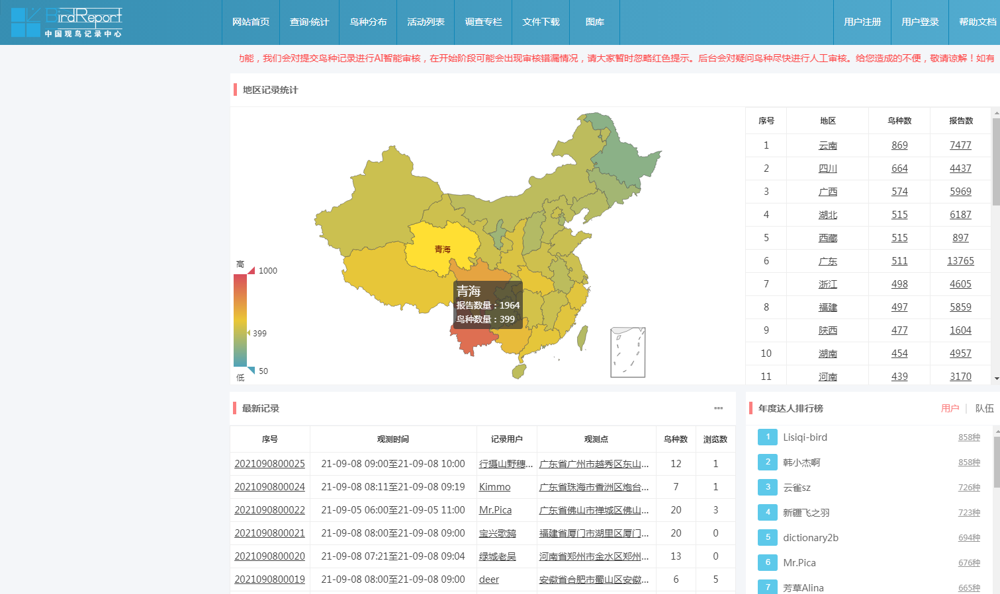 BirdReport
中国观鸟记录中心
网站首页 查询·统计 鸟种分布 活动列表 调查专栏 文件下载 图库 用户注册 用户登录 帮助文档
功能，我们会对提交鸟种记录进行AI智能审核，在开始阶段可能会出现审核错漏情况，请大家暂时忽略红色提示。后台会对疑问鸟种尽快进行人工审核。给您造成的不便，敬请谅解！如有
地区记录统计
高
1000
399
50
低
青海
青海
报告数量：1964
鸟种数量：399
序号 地区 鸟种数 报告数
1 云南 869 7477
2 四川 664 4437
3 广西 574 5969
4 湖北 515 6187
5 西藏 515 897
6 广东 511 13765
7 浙江 498 4605
8 福建 497 5859
9 陕西 477 1604
10 湖南 454 4957
11 河南 439 3170
最新记录
序号 观测时间 记录用户 观测点 鸟种数 浏览数
2021090800025 21-09-08 09:00至21-09-08 10:00 行摄山野穗... 广东省广州市越秀区东山... 12 1
2021090800024 21-09-08 08:11至21-09-08 09:19 Kimmo 广东省珠海市香洲区炮台... 7 1
2021090800022 21-09-05 06:00至21-09-05 11:00 Mr.Pica 广东省佛山市禅城区佛山... 20 3
2021090800021 21-09-08 08:00至21-09-08 09:00 宝兴歌鸫 福建省厦门市湖里区厦门... 20 0
2021090800020 21-09-08 07:21至21-09-08 09:04 绿城老吴 河南省郑州市金水区郑州... 13 0
2021090800019 21-09-08 08:00至21-09-08 09:00 deer 安徽省合肥市蜀山区安徽... 6 5
年度达人排行榜 用户 | 队伍
1 Lisiqi-bird 858种
2 韩小杰啊 858种
3 云雀sz 726种
4 新疆飞之羽 723种
5 dictionary2b 694种
6 Mr.Pica 676种
7 芳草Alina 665种